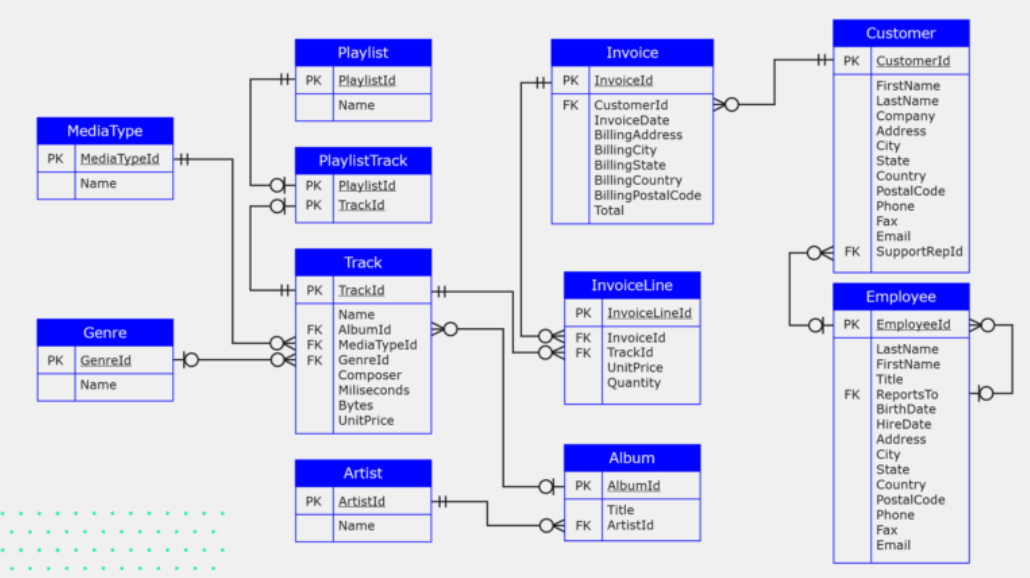 Playlist
PK PlaylistId
Name
PlaylistTrack
PK PlaylistId
PK TrackId
MediaType
PK MediaTypeId
Name
Genre
PK GenreId
Name
Track
PK TrackId
Name
FK AlbumId
FK MediaTypeId
FK GenreId
Composer
Miliseconds
Bytes
UnitPrice
Artist
PK ArtistId
Name
Invoice
PK InvoiceId
FK CustomerId
InvoiceDate
BillingAddress
BillingCity
BillingState
BillingCountry
BillingPostalCode
Total
InvoiceLine
PK InvoiceLineId
FK InvoiceId
FK TrackId
UnitPrice
Quantity
Album
PK AlbumId
Title
FK ArtistId
Customer
PK CustomerId
FirstName
LastName
Company
Address
City
State
Country
PostalCode
Phone
Fax
Email
FK SupportRepId
Employee
PK EmployeeId
LastName
FirstName
Title
FK ReportsTo
BirthDate
HireDate
Address
City
State
Country
PostalCode
Phone
Fax
Email